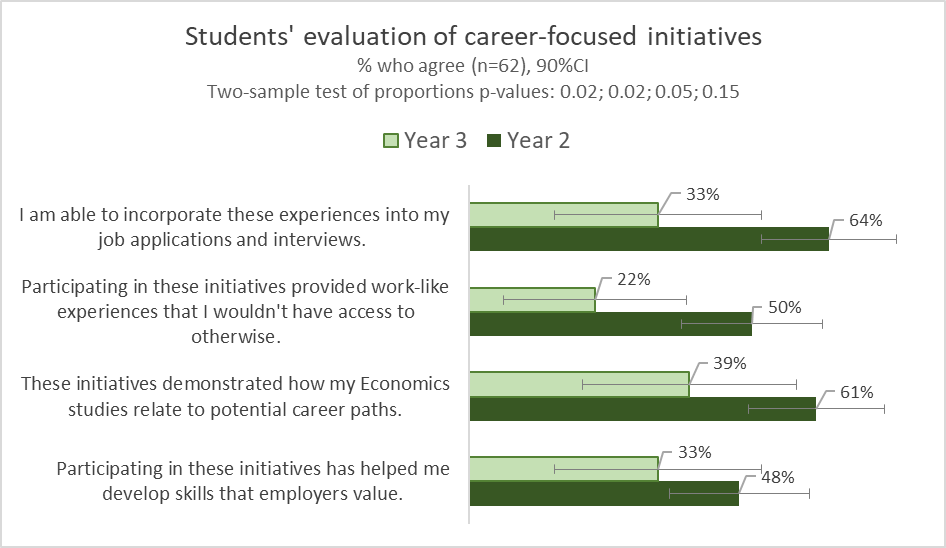 Students' evaluation of career-focused initiatives
% who agree (n=62), 90%CI
Two-sample test of proportions p-values: 0.02; 0.02; 0.05; 0.15
Year 3 Year 2
I am able to incorporate these experiences into my
job applications and interviews.
33%
64%
Participating in these initiatives provided work-like
experiences that I wouldn't have access to
otherwise.
22%
50%
These initiatives demonstrated how my Economics
studies relate to potential career paths.
39%
61%
Participating in these initiatives has helped me
develop skills that employers value.
33%
48%